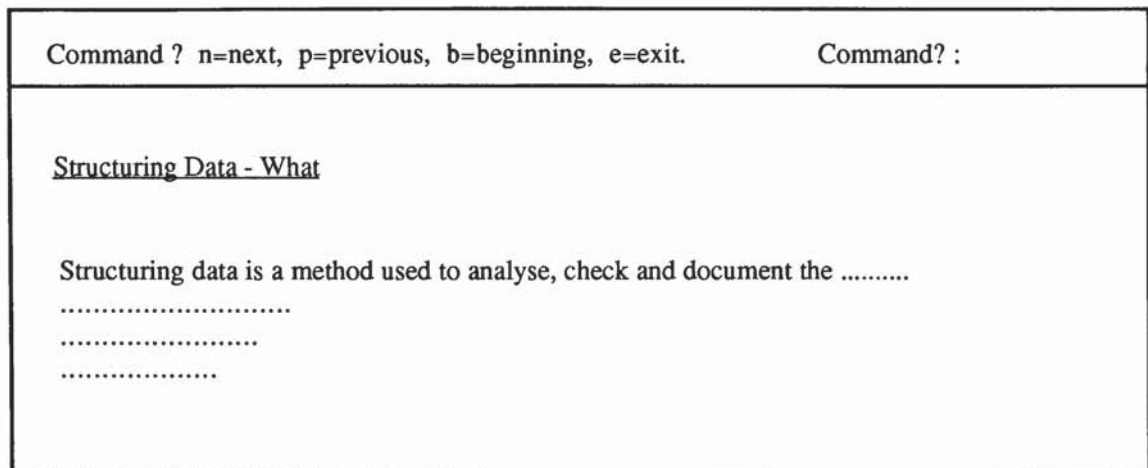 Command ? n=next, p=previous, b=beginning, e=exit. Command? :
Structuring Data - What
Structuring data is a method used to analyse, check and document the ..........
............................
........................
...................